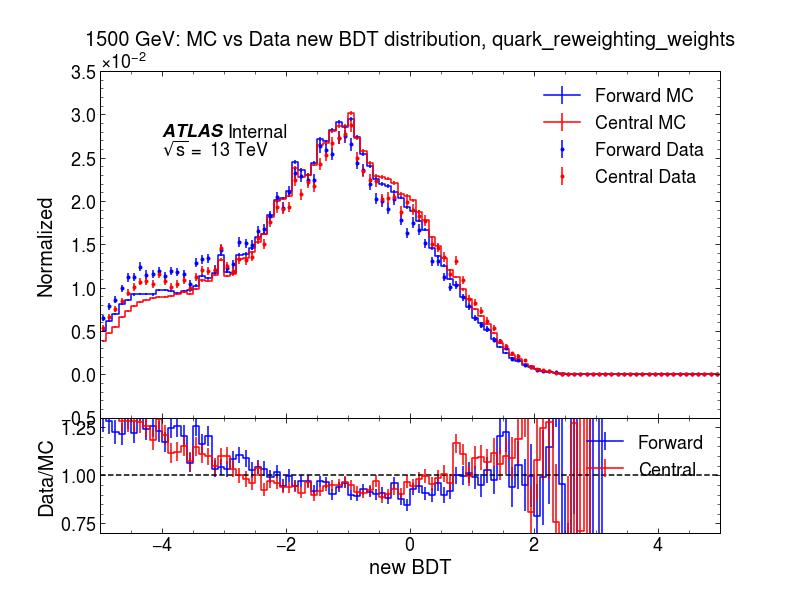 1500 GeV: MC vs Data new BDT distribution, quark_reweighting_weights
×10⁻²
3.5
3.0
2.5
2.0
1.5
1.0
0.5
0.0
0.5
Normalized
ATLAS Internal
√s = 13 TeV
Forward MC
Central MC
Forward Data
Central Data
1.25
1.00
0.75
Data/MC
Forward
Central
−4 −2 0 2 4
new BDT